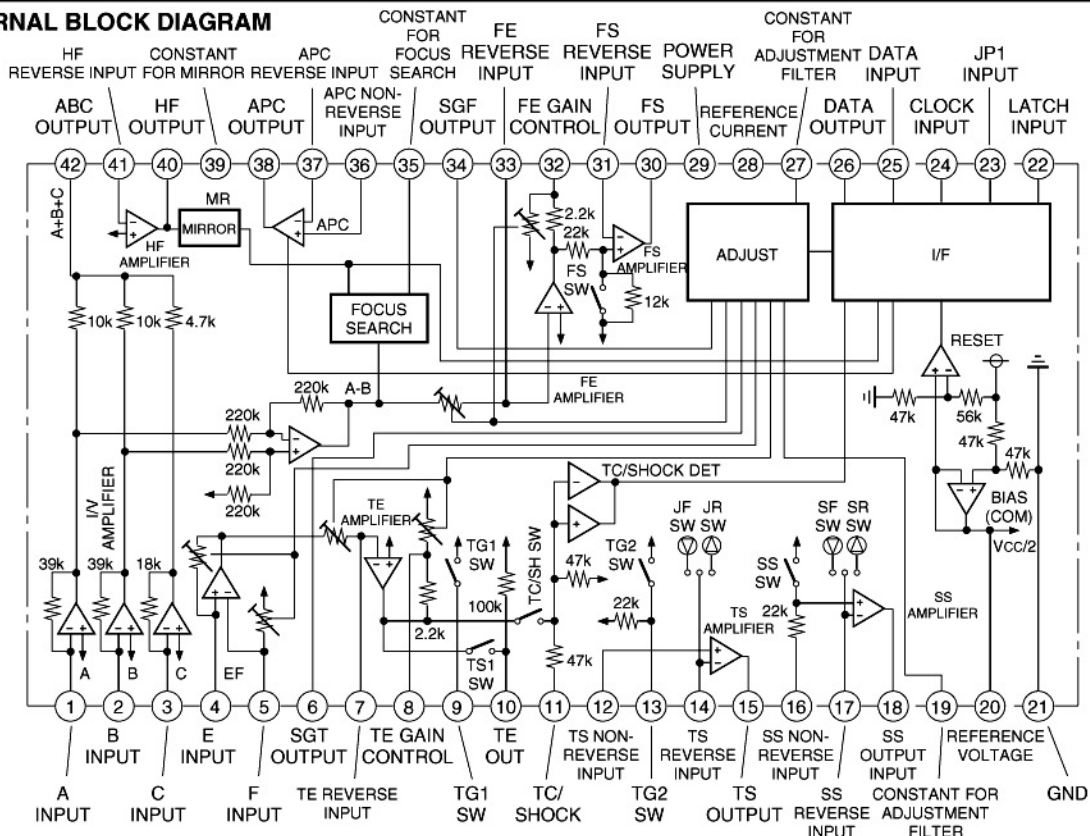 RNAL BLOCK DIAGRAM
HF
REVERSE INPUT
CONSTANT
FOR MIRROR
APC
REVERSE INPUT
CONSTANT
FOR
FOCUS
SEARCH
FE
REVERSE
INPUT
FS
REVERSE
INPUT
POWER
SUPPLY
CONSTANT
FOR
ADJUSTMENT
FILTER
DATA
INPUT
JP1
INPUT
ABC
OUTPUT
HF
OUTPUT
APC
OUTPUT
APC NON-
REVERSE
INPUT
SGF
OUTPUT
FE GAIN
CONTROL
FS
OUTPUT
REFERENCE
CURRENT
DATA
OUTPUT
CLOCK
INPUT
LATCH
INPUT
42 41 40 39 38 37 36 35 34 33 32 31 30 29 28 27 26 25 24 23 22
A+B+C
MR
MIRROR
HF
AMPLIFIER
APC
2.2k
22k
FS
AMPLIFIER
FS
SW
12k
ADJUST
I/F
FOCUS
SEARCH
10k
10k
4.7k
RESET
220k
A-B
FE
AMPLIFIER
47k
56k
220k
47k
47k
220k
TC/SHOCK DET
220k
I/V
AMPLIFIER
TE
AMPLIFIER
TG1
SW
TC/SH SW
TG2
SW
JF
SW
JR
SW
SF
SW
SR
SW
BIAS
(COM)
VCC/2
39k
39k
18k
47k
SS
SW
100k
22k
22k
2.2k
TS
AMPLIFIER
SS
AMPLIFIER
TS1
SW
47k
A
B
C
EF
1 2 3 4 5 6 7 8 9 10 11 12 13 14 15 16 17 18 19 20 21
B
INPUT
E
INPUT
SGT
OUTPUT
TE GAIN
CONTROL
TE
OUT
TS NON-
REVERSE
INPUT
TS
REVERSE
INPUT
SS NON-
REVERSE
INPUT
SS
OUTPUT
INPUT
REFERENCE
VOLTAGE
A
INPUT
C
INPUT
F
INPUT
TE REVERSE
INPUT
TG1
SW
TC/
SHOCK
TG2
SW
TS
OUTPUT
SS
REVERSE
INPUT
CONSTANT FOR
ADJUSTMENT
FILTER
GND